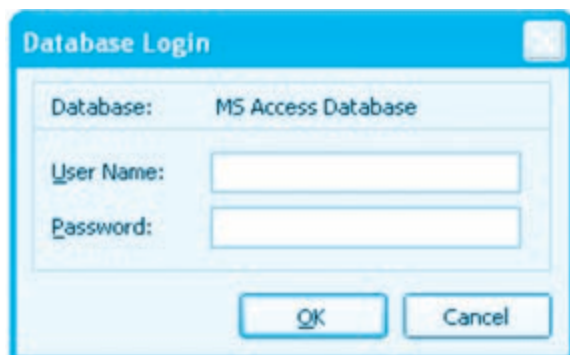 Database Login
Database: MS Access Database
User Name:
Password:
OK Cancel